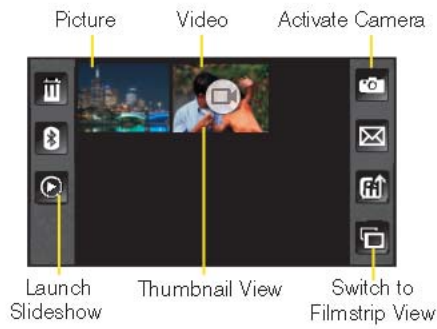 Picture
Video
Activate Camera
Launch
Slideshow
Thumbnail View
Switch to
Filmstrip View